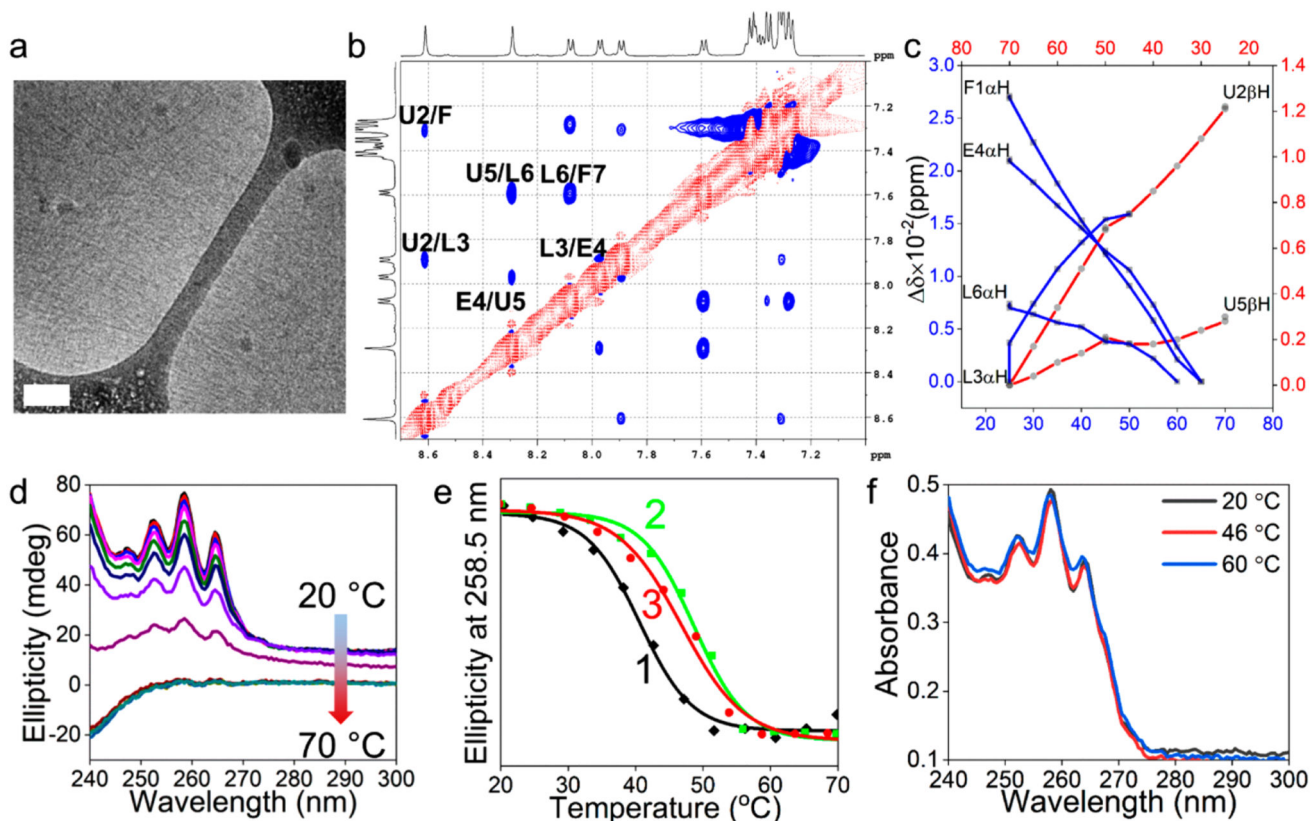 a
b
ppm
7.2
7.4
7.6
7.8
8.0
8.2
8.4
8.6
8.6
8.4
8.2
8.0
7.8
7.6
7.4
7.2
ppm
U2/F
U5/L6 L6/F7
U2/L3
L3/E4
E4/U5
c
80 70 60 50 40 30 20
3.0
2.5
2.0
1.5
1.0
0.5
0.0
Δδ×10⁻²(ppm)
1.4
1.2
1.0
0.8
0.6
0.4
0.2
0.0
F1αH
U2βH
E4αH
L6αH
U5βH
L3αH
20 30 40 50 60 70 80
d
80
60
40
20
0
-20
Ellipticity (mdeg)
20 °C
70 °C
240 250 260 270 280 290 300
Wavelength (nm)
e
Ellipticity at 258.5 nm
2
3
1
20 30 40 50 60 70
Temperature (°C)
f
0.5
0.4
0.3
0.2
0.1
Absorbance
20 °C
46 °C
60 °C
240 250 260 270 280 290 300
Wavelength (nm)